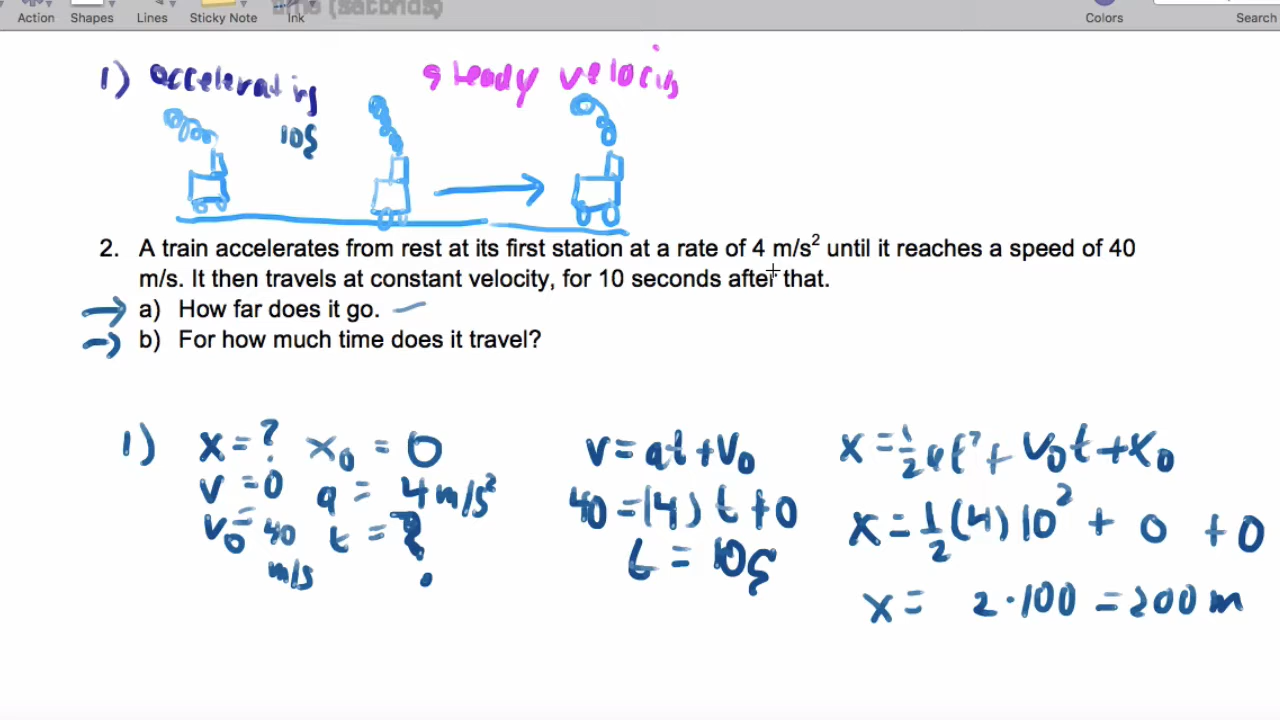 Action Shapes Lines Sticky Note Ink Colors Search
time (seconds)
1) accelerating steady velocity
10s
2. A train accelerates from rest at its first station at a rate of 4 m/s² until it reaches a speed of 40
m/s. It then travels at constant velocity, for 10 seconds after that.
a) How far does it go.
b) For how much time does it travel?
1) x = ? x₀ = 0
v = 0 a = 4 m/s²
v₀ = 40 t = ?
m/s
v = at + v₀
40 = (4) t + 0
t = 10s
x = ½ at² + v₀t + x₀
x = ½ (4) 10² + 0 + 0
x = 2·100 = 200 m